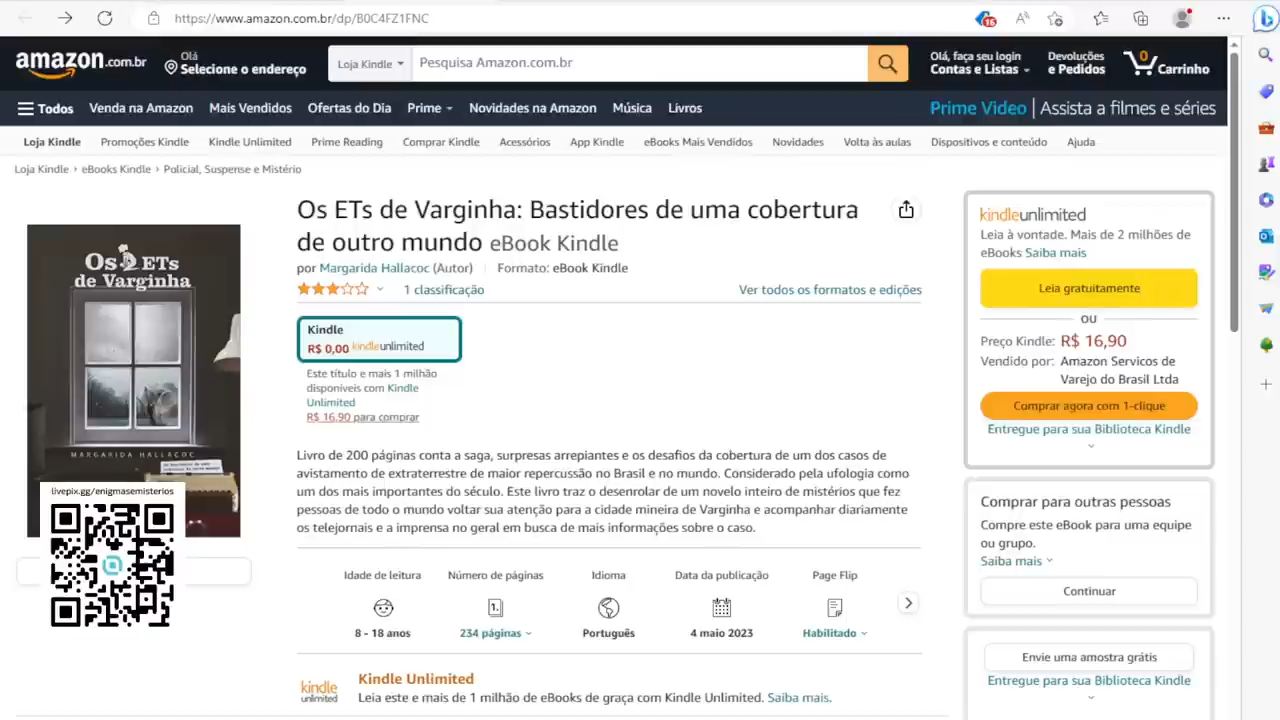 https://www.amazon.com.br/dp/B0C4FZ1FNC
16
amazon.com.br
Olá
Selecione o endereço
Loja Kindle
Pesquisa Amazon.com.br
Olá, faça seu login
Contas e Listas
Devoluções
e Pedidos
0
Carrinho
Todos
Venda na Amazon
Mais Vendidos
Ofertas do Dia
Prime
Novidades na Amazon
Música
Livros
Prime Video | Assista a filmes e séries
Loja Kindle
Promoções Kindle
Kindle Unlimited
Prime Reading
Comprar Kindle
Acessórios
App Kindle
eBooks Mais Vendidos
Novidades
Volta às aulas
Dispositivos e conteúdo
Ajuda
Loja Kindle › eBooks Kindle › Policial, Suspense e Mistério
Os ETs de Varginha: Bastidores de uma cobertura
de outro mundo eBook Kindle
por Margarida Hallacoc (Autor) | Formato: eBook Kindle
1 classificação
Ver todos os formatos e edições
Kindle
R$ 0,00 kindleunlimited
Este título e mais 1 milhão
disponíveis com Kindle
Unlimited
R$ 16,90 para comprar
Livro de 200 páginas conta a saga, surpresas arrepiantes e os desafios da cobertura de um dos casos de
avistamento de extraterrestre de maior repercussão no Brasil e no mundo. Considerado pela ufologia como
um dos mais importantes do século. Este livro traz o desenrolar de um novelo inteiro de mistérios que fez
pessoas de todo o mundo voltar sua atenção para a cidade mineira de Varginha e acompanhar diariamente
os telejornais e a imprensa no geral em busca de mais informações sobre o caso.
Idade de leitura
8 - 18 anos
Número de páginas
1.
234 páginas
Idioma
Português
Data da publicação
4 maio 2023
Page Flip
Habilitado
kindle
unlimited
Kindle Unlimited
Leia este e mais de 1 milhão de eBooks de graça com Kindle Unlimited. Saiba mais.
Os ETs
de Varginha
MARGARIDA HALLACOC
livepix.gg/enigmasemisterios
kindleunlimited
Leia à vontade. Mais de 2 milhões de
eBooks Saiba mais
Leia gratuitamente
OU
Preço Kindle: R$ 16,90
Vendido por: Amazon Servicos de
Varejo do Brasil Ltda
Comprar agora com 1-clique
Entregue para sua Biblioteca Kindle
Comprar para outras pessoas
Compre este eBook para uma equipe
ou grupo.
Saiba mais
Continuar
Envie uma amostra grátis
Entregue para sua Biblioteca Kindle